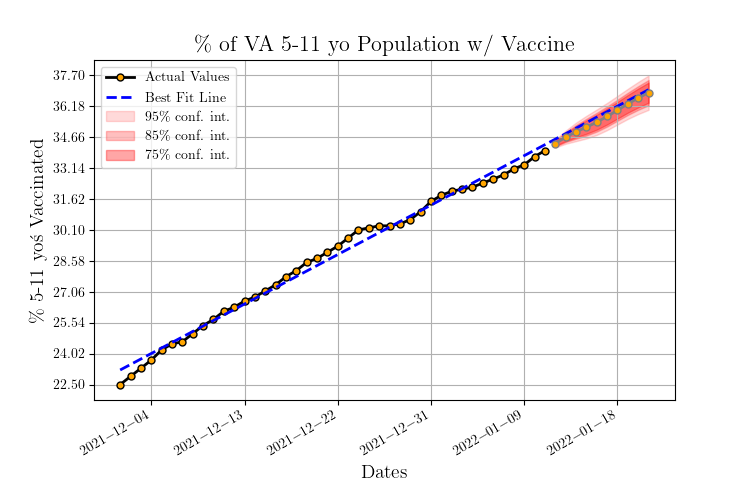 % of VA 5-11 yo Population w/ Vaccine
Actual Values
Best Fit Line
95% conf. int.
85% conf. int.
75% conf. int.
% 5-11 yoś Vaccinated
37.70
36.18
34.66
33.14
31.62
30.10
28.58
27.06
25.54
24.02
22.50
2021-12-04
2021-12-13
2021-12-22
2021-12-31
2022-01-09
2022-01-18
Dates